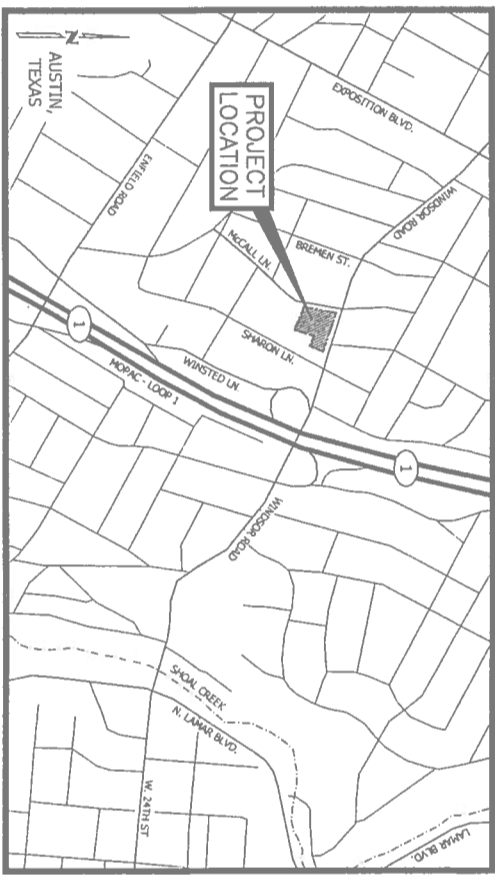 N
AUSTIN,
TEXAS
PROJECT
LOCATION
EXPOSITION BLVD.
WINDSOR ROAD
ENFIELD ROAD
McCALL LN.
BREMEN ST.
SHARON LN.
WINSTED LN.
MOPAC - LOOP 1
1
1
WINDSOR ROAD
SHOAL CREEK
N. LAMAR BLVD.
W. 24TH ST
LAMAR BLVD.